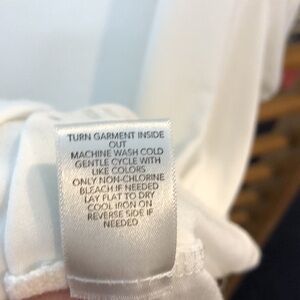 TURN GARMENT INSIDE
OUT
MACHINE WASH COLD
GENTLE CYCLE WITH
LIKE COLORS
ONLY NON-CHLORINE
BLEACH IF NEEDED
LAY FLAT TO DRY
COOL IRON ON
REVERSE SIDE IF
NEEDED